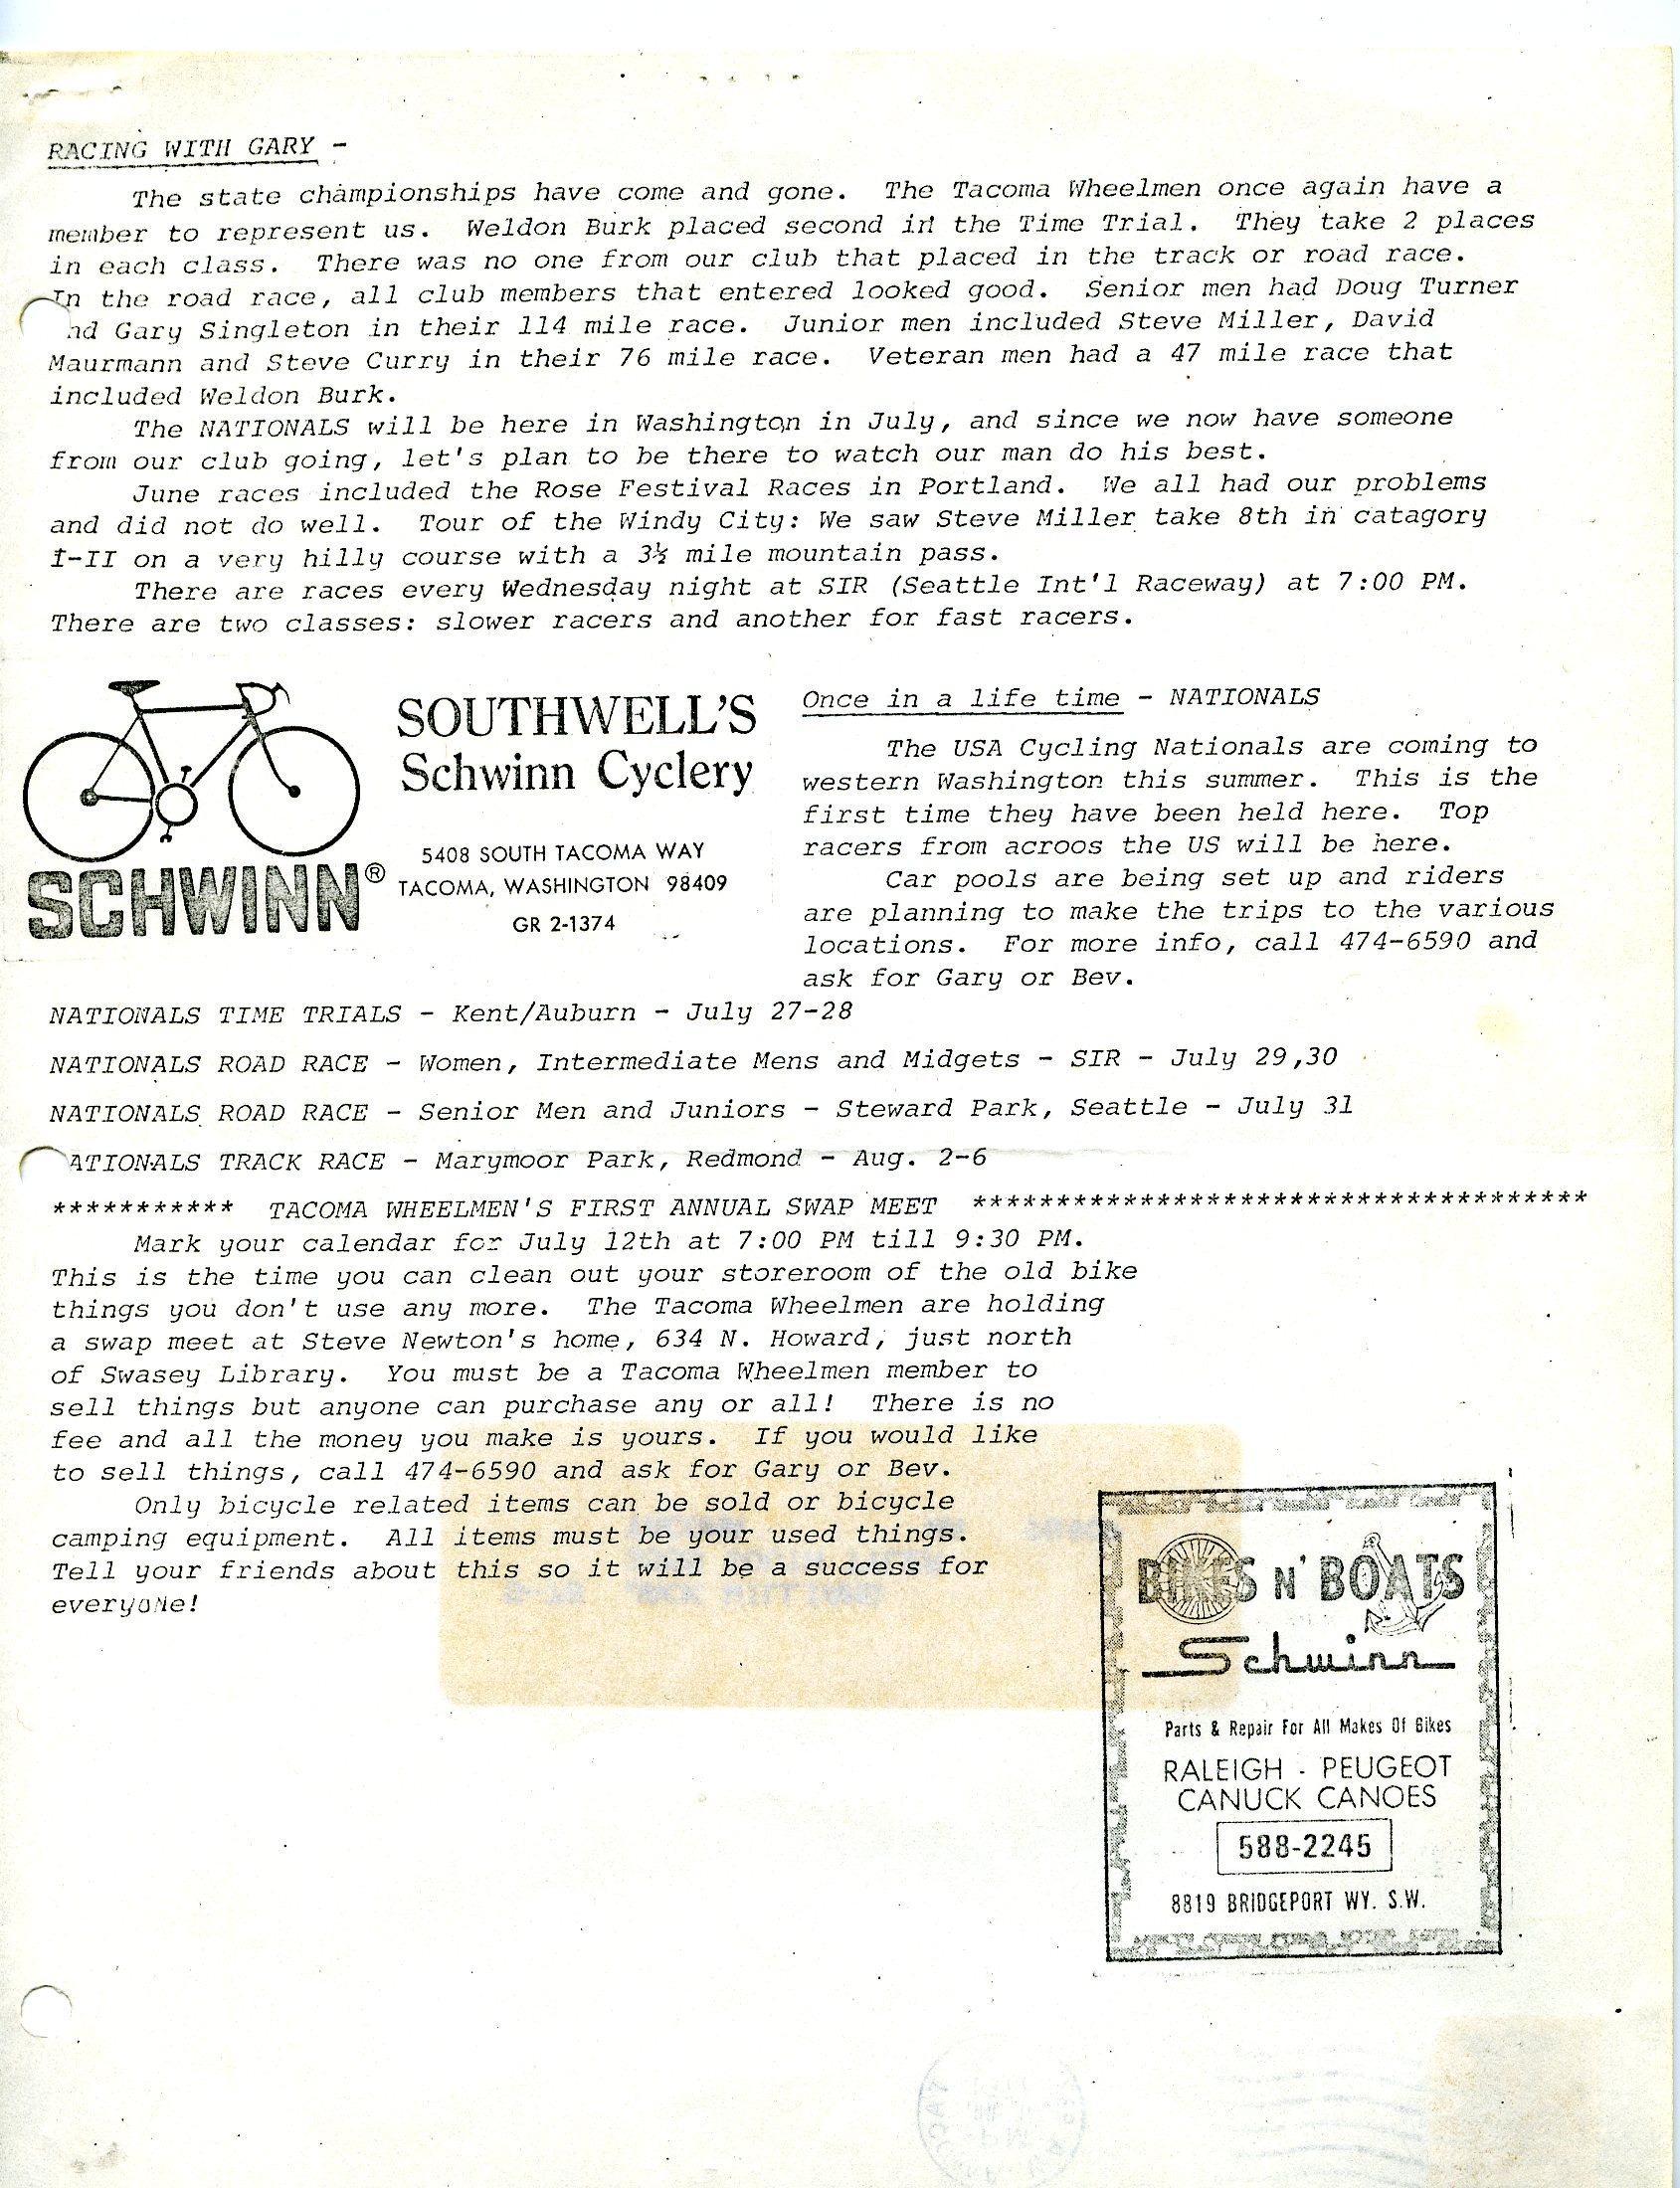 RACING WITH GARY -
The state championships have come and gone. The Tacoma Wheelmen once again have a
member to represent us. Weldon Burk placed second in the Time Trial. They take 2 places
in each class. There was no one from our club that placed in the track or road race.
In the road race, all club members that entered looked good. Senior men had Doug Turner
nd Gary Singleton in their 114 mile race. Junior men included Steve Miller, David
Maurmann and Steve Curry in their 76 mile race. Veteran men had a 47 mile race that
included Weldon Burk.
The NATIONALS will be here in Washington in July, and since we now have someone
from our club going, let's plan to be there to watch our man do his best.
June races included the Rose Festival Races in Portland. We all had our problems
and did not do well. Tour of the Windy City: We saw Steve Miller take 8th in catagory
I-II on a very hilly course with a 3½ mile mountain pass.
There are races every Wednesday night at SIR (Seattle Int'l Raceway) at 7:00 PM.
There are two classes: slower racers and another for fast racers.
SCHWINN®
SOUTHWELL'S
Schwinn Cyclery
5408 SOUTH TACOMA WAY
TACOMA, WASHINGTON 98409
GR 2-1374
Once in a life time - NATIONALS
The USA Cycling Nationals are coming to
western Washington this summer. This is the
first time they have been held here. Top
racers from acroos the US will be here.
Car pools are being set up and riders
are planning to make the trips to the various
locations. For more info, call 474-6590 and
ask for Gary or Bev.
NATIONALS TIME TRIALS - Kent/Auburn - July 27-28
NATIONALS ROAD RACE - Women, Intermediate Mens and Midgets - SIR - July 29,30
NATIONALS ROAD RACE - Senior Men and Juniors - Steward Park, Seattle - July 31
ATIONALS TRACK RACE - Marymoor Park, Redmond - Aug. 2-6
*********** TACOMA WHEELMEN'S FIRST ANNUAL SWAP MEET *************************************
Mark your calendar for July 12th at 7:00 PM till 9:30 PM.
This is the time you can clean out your storeroom of the old bike
things you don't use any more. The Tacoma Wheelmen are holding
a swap meet at Steve Newton's home, 634 N. Howard, just north
of Swasey Library. You must be a Tacoma Wheelmen member to
sell things but anyone can purchase any or all! There is no
fee and all the money you make is yours. If you would like
to sell things, call 474-6590 and ask for Gary or Bev.
Only bicycle related items can be sold or bicycle
camping equipment. All items must be your used things.
Tell your friends about this so it will be a success for
everyone!
BIKES N' BOATS
Schwinn
Parts & Repair For All Makes Of Bikes
RALEIGH - PEUGEOT
CANUCK CANOES
588-2245
8819 BRIDGEPORT WY. S.W.